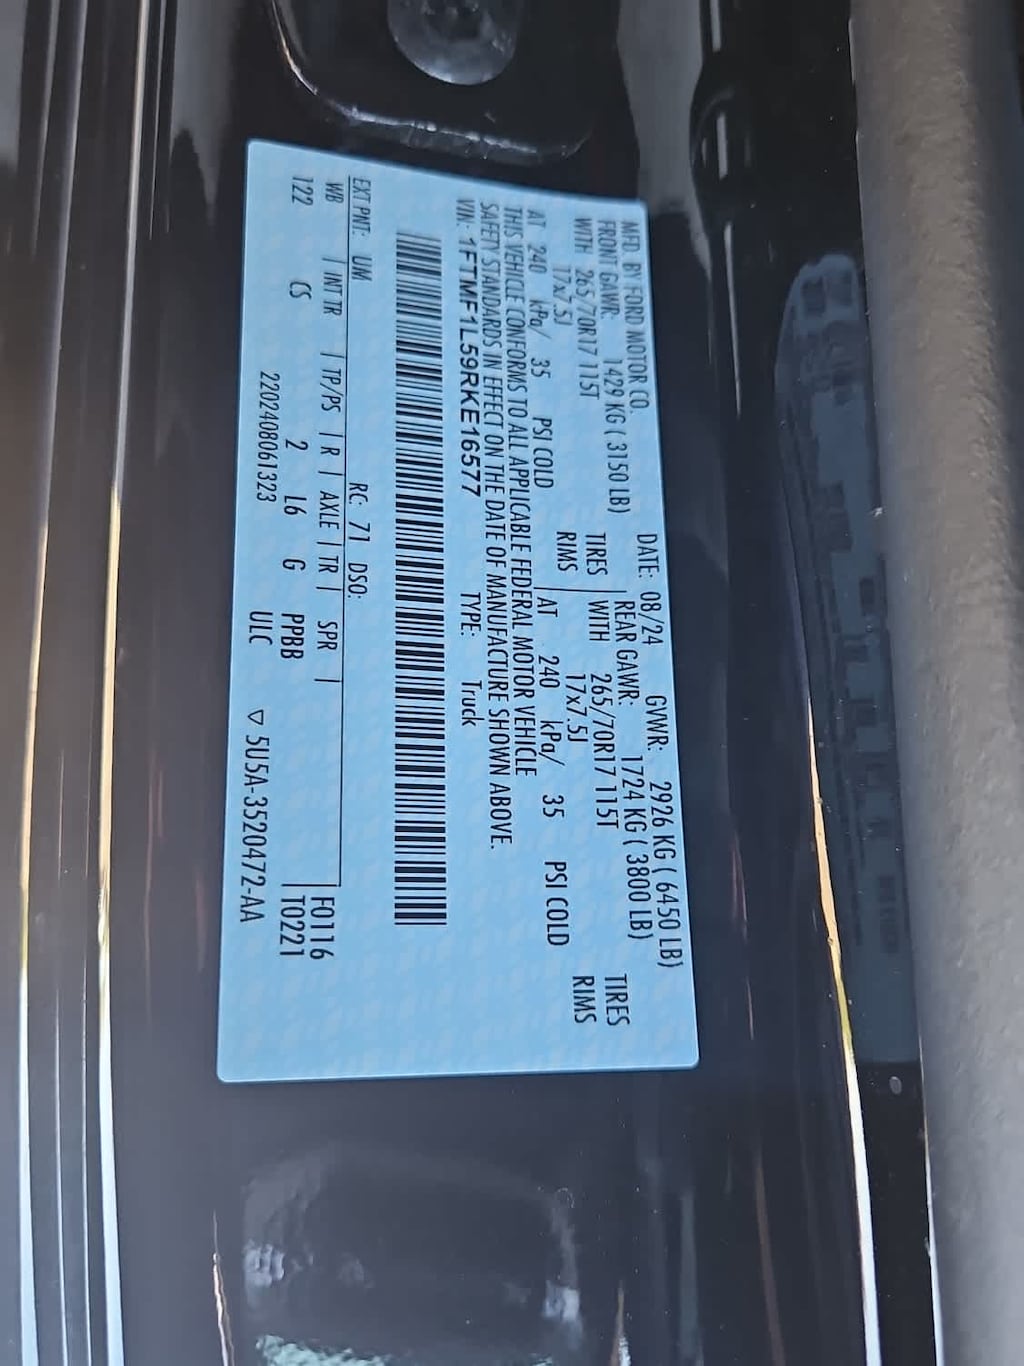 MFD. BY FORD MOTOR CO. DATE: 08/24 GVWR: 2926 KG ( 6450 LB)
FRONT GAWR: 1429 KG ( 3150 LB) REAR GAWR: 1724 KG ( 3800 LB)
WITH 265/70R17 115T TIRES WITH 265/70R17 115T TIRES
17x7.5J RIMS 17x7.5J RIMS
AT 240 kPa/ 35 PSI COLD AT 240 kPa/ 35 PSI COLD
THIS VEHICLE CONFORMS TO ALL APPLICABLE FEDERAL MOTOR VEHICLE
SAFETY STANDARDS IN EFFECT ON THE DATE OF MANUFACTURE SHOWN ABOVE.
VIN: 1FTMF1L59RKE16577 TYPE: Truck
EXT PNT: UM RC: 71 DSO:
WB | INT TR | TP/PS | R | AXLE | TR | SPR | F0116
122 CS 2 L6 G PPBB T0221
2202408061323 ULC ▽ 5U5A-3520472-AA